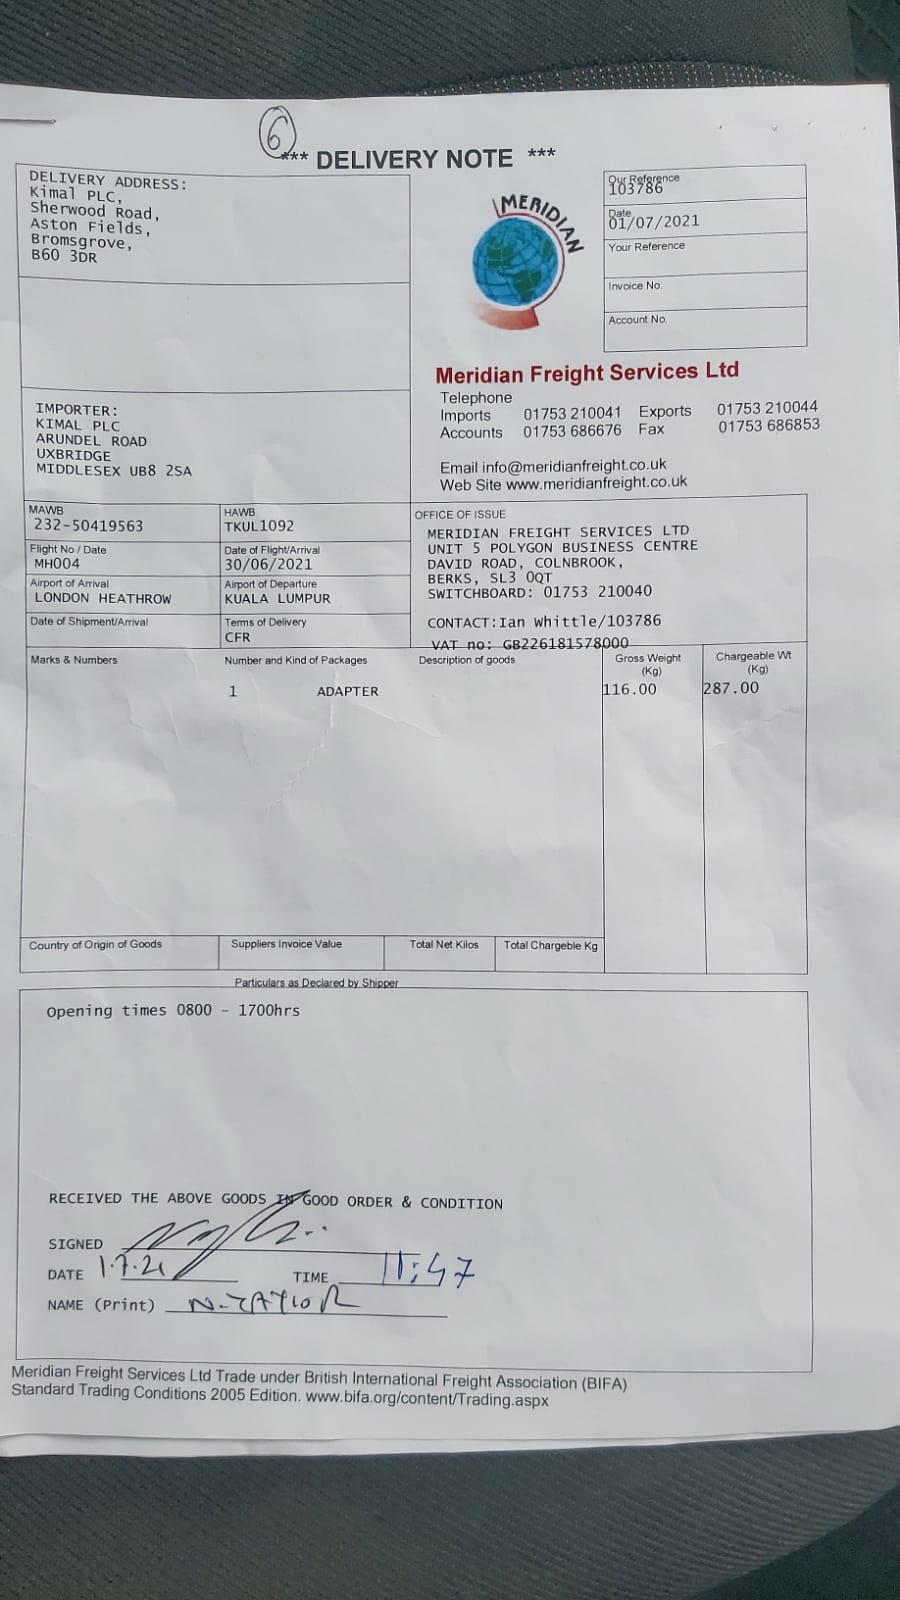 6
*** DELIVERY NOTE ***
DELIVERY ADDRESS:
Kimal PLC,
Sherwood Road,
Aston Fields,
Bromsgrove,
B60 3DR
MERIDIAN
Our Reference
103786
Date
01/07/2021
Your Reference
Invoice No.
Account No.
Meridian Freight Services Ltd
Telephone
Imports 01753 210041 Exports 01753 210044
Accounts 01753 686676 Fax 01753 686853
Email info@meridianfreight.co.uk
Web Site www.meridianfreight.co.uk
IMPORTER:
KIMAL PLC
ARUNDEL ROAD
UXBRIDGE
MIDDLESEX UB8 2SA
MAWB
232-50419563
HAWB
TKUL1092
Flight No / Date
MH004
Date of Flight/Arrival
30/06/2021
Airport of Arrival
LONDON HEATHROW
Airport of Departure
KUALA LUMPUR
Date of Shipment/Arrival
Terms of Delivery
CFR
OFFICE OF ISSUE
MERIDIAN FREIGHT SERVICES LTD
UNIT 5 POLYGON BUSINESS CENTRE
DAVID ROAD, COLNBROOK,
BERKS, SL3 0QT
SWITCHBOARD: 01753 210040
CONTACT:Ian Whittle/103786
VAT no: GB226181578000
Marks & Numbers Number and Kind of Packages Description of goods Gross Weight (Kg) Chargeable Wt (Kg)
1 ADAPTER 116.00 287.00
Country of Origin of Goods Suppliers Invoice Value Total Net Kilos Total Chargeble Kg
Particulars as Declared by Shipper
Opening times 0800 - 1700hrs
RECEIVED THE ABOVE GOODS IN GOOD ORDER & CONDITION
SIGNED
DATE 1.7.21 TIME 11:47
NAME (Print) N.TAYLOR
Meridian Freight Services Ltd Trade under British International Freight Association (BIFA)
Standard Trading Conditions 2005 Edition. www.bifa.org/content/Trading.aspx